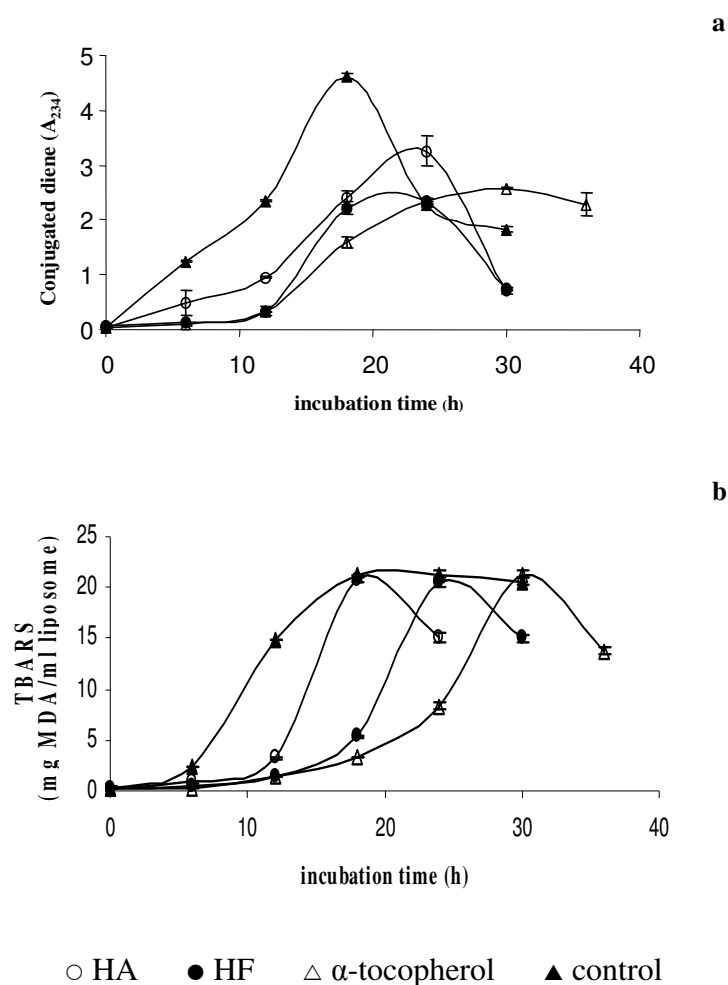 a
Conjugated diene (A234)
5
4
3
2
1
0
0 10 20 30 40
incubation time (h)
b
TBARS
(mg MDA/ml liposome)
25
20
15
10
5
0
0 10 20 30 40
incubation time (h)
○ HA ● HF △ α-tocopherol ▲ control